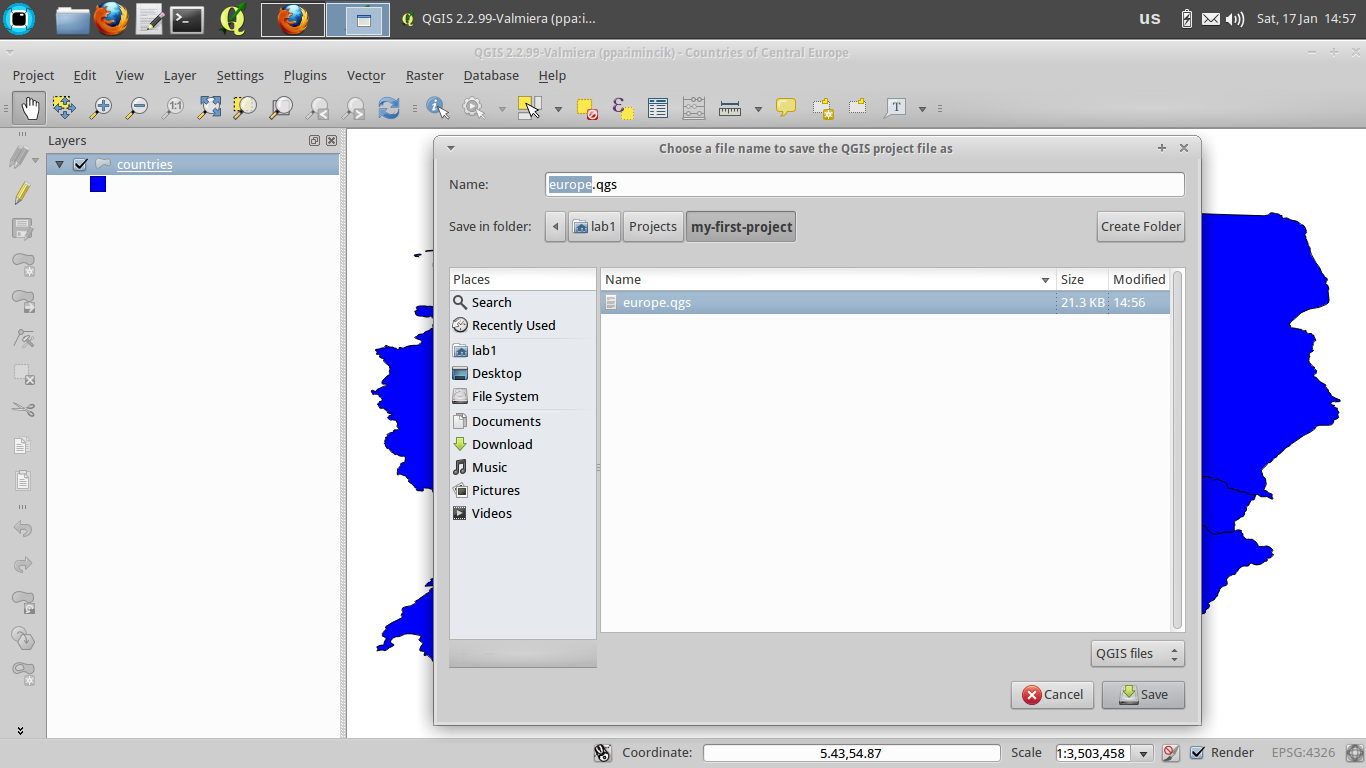 QGIS 2.2.99-Valmiera (ppa:i...
us
Sat, 17 Jan 14:57
QGIS 2.2.99-Valmiera (ppa:imincik) - Countries of Central Europe
Project Edit View Layer Settings Plugins Vector Raster Database Help
1:1
ε
T
Layers
countries
Choose a file name to save the QGIS project file as
Name: europe.qgs
Save in folder: lab1 Projects my-first-project Create Folder
Places Name Size Modified
Search europe.qgs 21.3 KB 14:56
Recently Used
lab1
Desktop
File System
Documents
Download
Music
Pictures
Videos
QGIS files
Cancel Save
Coordinate: 5.43,54.87 Scale 1:3,503,458 Render EPSG:4326